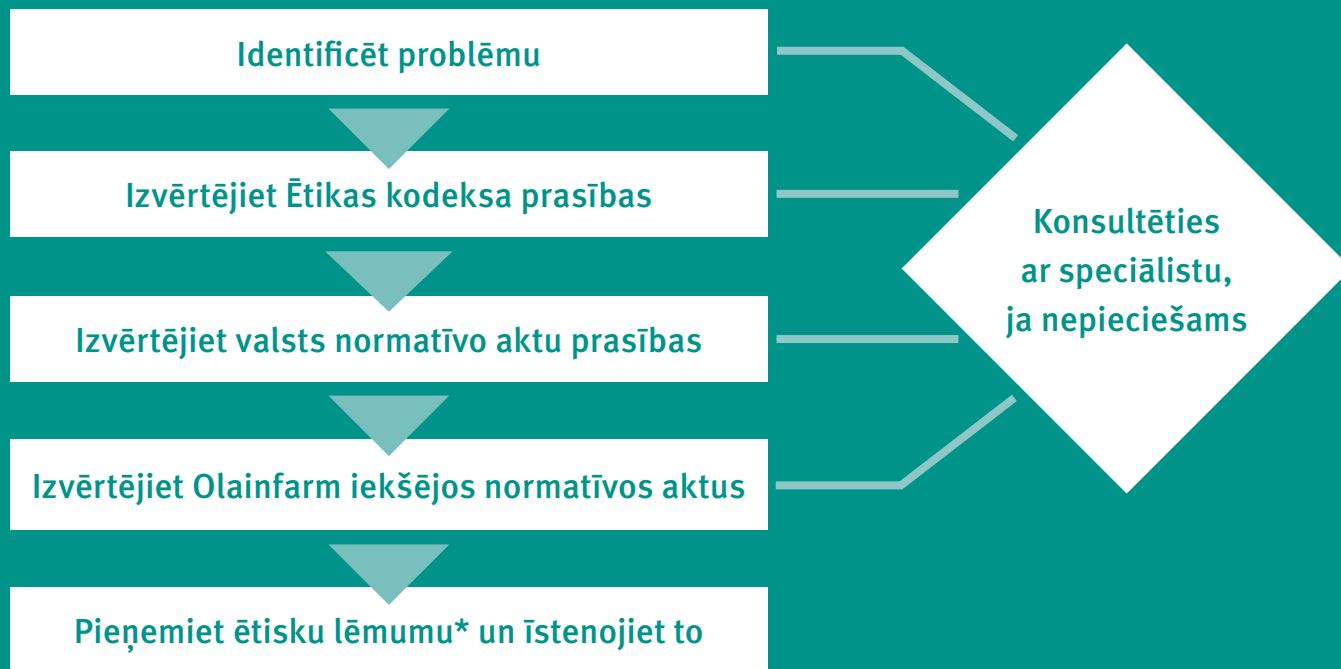 Identificēt problēmu
Izvērtējiet Ētikas kodeksa prasības
Izvērtējiet valsts normatīvo aktu prasības
Izvērtējiet Olainfarm iekšējos normatīvos aktus
Pieņemiet ētisku lēmumu* un īstenojiet to
Konsultēties
ar speciālistu,
ja nepieciešams